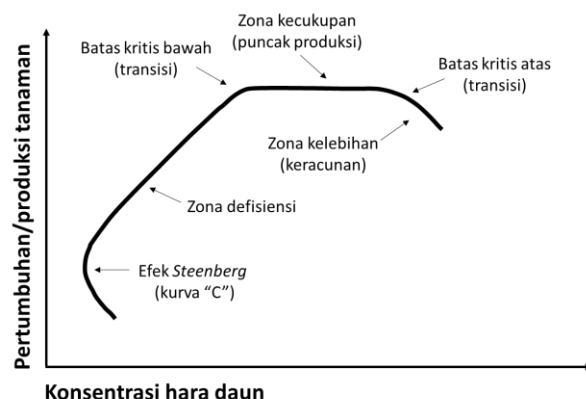 Zona kecukupan
(puncak produksi)
Batas kritis bawah
(transisi)
Batas kritis atas
(transisi)
Zona kelebihan
(keracunan)
Zona defisiensi
Efek Steenberg
(kurva “C”)
Pertumbuhan/produksi tanaman
Konsentrasi hara daun